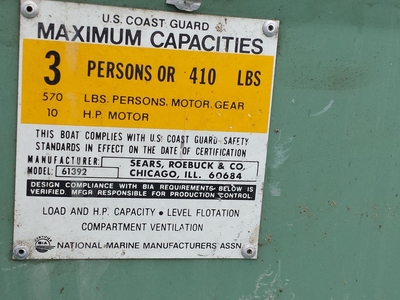 U.S. COAST GUARD
MAXIMUM CAPACITIES
3 PERSONS OR 410 LBS
570 LBS. PERSONS, MOTOR, GEAR
10 H.P. MOTOR
THIS BOAT COMPLIES WITH U.S. COAST GUARD SAFETY
STANDARDS IN EFFECT ON THE DATE OF CERTIFICATION
MANUFACTURER: SEARS, ROEBUCK & CO.
MODEL: 61392 CHICAGO, ILL. 60684
DESIGN COMPLIANCE WITH BIA REQUIREMENTS BELOW IS
VERIFIED. MFGR RESPONSIBLE FOR PRODUCTION CONTROL.
LOAD AND H.P. CAPACITY • LEVEL FLOTATION
COMPARTMENT VENTILATION
BIA
NATIONAL MARINE MANUFACTURERS ASSN.